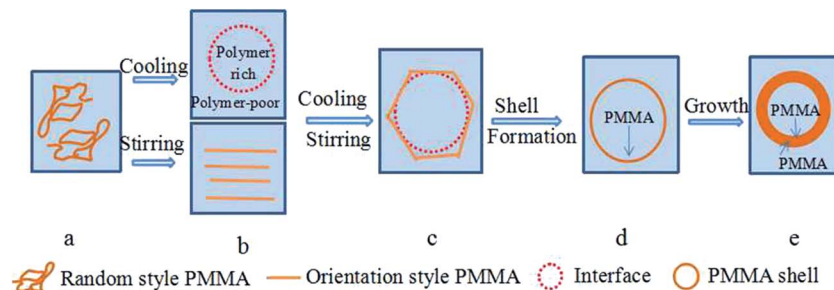 Cooling
Stirring
Polymer
rich
Polymer-poor
Cooling
Stirring
Shell
Formation
PMMA
Growth
PMMA
PMMA
a
b
c
d
e
Random style PMMA
Orientation style PMMA
Interface
PMMA shell